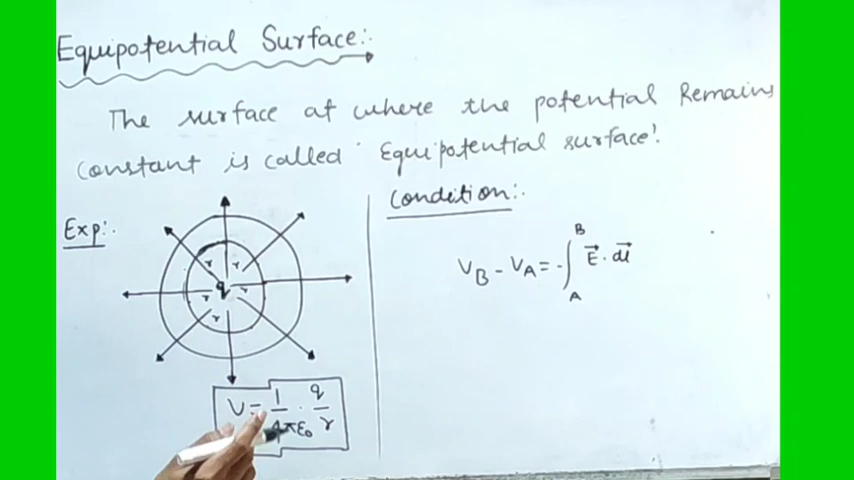 Equipotential Surface:.
The surface at where the potential Remains
constant is called 'Equipotential surface'.
Exp:.
r r
q r
r
r
V = 1/4πε₀ · q/r
Condition:.
V_B - V_A = -∫_A^B E⃗ · dl⃗